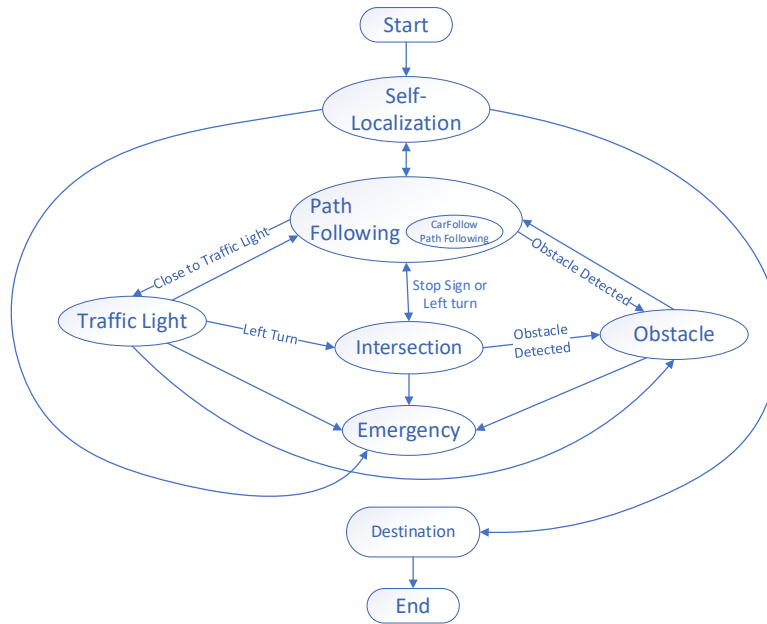 Start
Self-
Localization
Path
Following
CarFollow
Path Following
Close to Traffic Light
Obstacle Detected
Stop Sign or
Left turn
Traffic Light
Left Turn
Intersection
Obstacle
Detected
Obstacle
Emergency
Destination
End